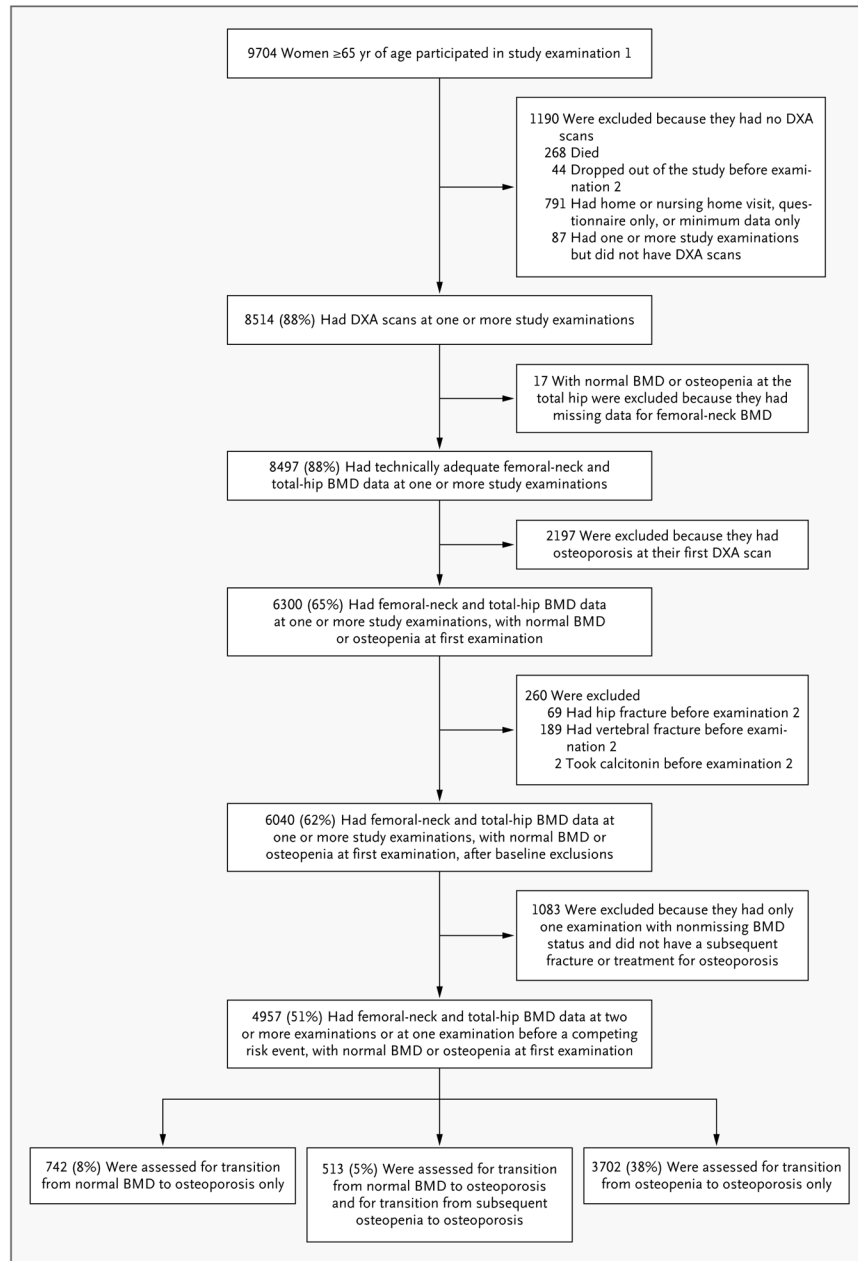 9704 Women ≥65 yr of age participated in study examination 1
1190 Were excluded because they had no DXA
scans
268 Died
44 Dropped out of the study before exami-
nation 2
791 Had home or nursing home visit, ques-
tionnaire only, or minimum data only
87 Had one or more study examinations
but did not have DXA scans
8514 (88%) Had DXA scans at one or more study examinations
17 With normal BMD or osteopenia at the
total hip were excluded because they had
missing data for femoral-neck BMD
8497 (88%) Had technically adequate femoral-neck and
total-hip BMD data at one or more study examinations
2197 Were excluded because they had
osteoporosis at their first DXA scan
6300 (65%) Had femoral-neck and total-hip BMD data
at one or more study examinations, with normal BMD
or osteopenia at first examination
260 Were excluded
69 Had hip fracture before examination 2
189 Had vertebral fracture before exami-
nation 2
2 Took calcitonin before examination 2
6040 (62%) Had femoral-neck and total-hip BMD data at
one or more study examinations, with normal BMD or
osteopenia at first examination, after baseline exclusions
1083 Were excluded because they had only
one examination with nonmissing BMD
status and did not have a subsequent
fracture or treatment for osteoporosis
4957 (51%) Had femoral-neck and total-hip BMD data at two
or more examinations or at one examination before a competing
risk event, with normal BMD or osteopenia at first examination
742 (8%) Were assessed for transition
from normal BMD to osteoporosis only
513 (5%) Were assessed for transition
from normal BMD to osteoporosis
and for transition from subsequent
osteopenia to osteoporosis
3702 (38%) Were assessed for transition
from osteopenia to osteoporosis only